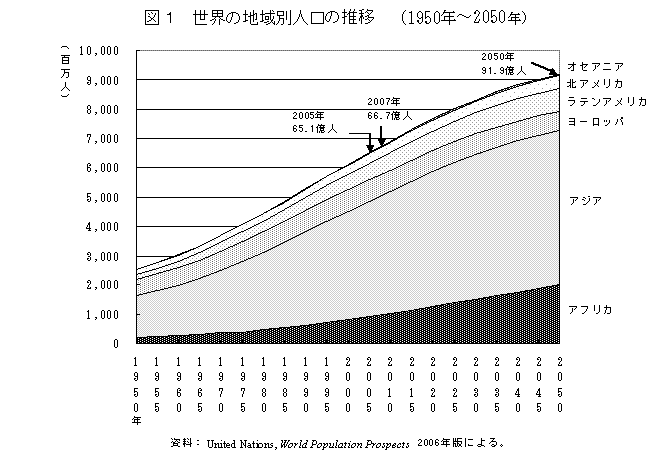 図１ 世界の地域別人口の推移 (1950年～2050年)
(百万人)
10,000
9,000
8,000
7,000
6,000
5,000
4,000
3,000
2,000
1,000
0
2005年
65.1億人
2007年
66.7億人
2050年
91.9億人
オセアニア
北アメリカ
ラテンアメリカ
ヨーロッパ
アジア
アフリカ
1950年
1955
1960
1965
1970
1975
1980
1985
1990
1995
2000
2005
2010
2015
2020
2025
2030
2035
2040
2045
2050
資料：United Nations, World Population Prospects 2006年版による。